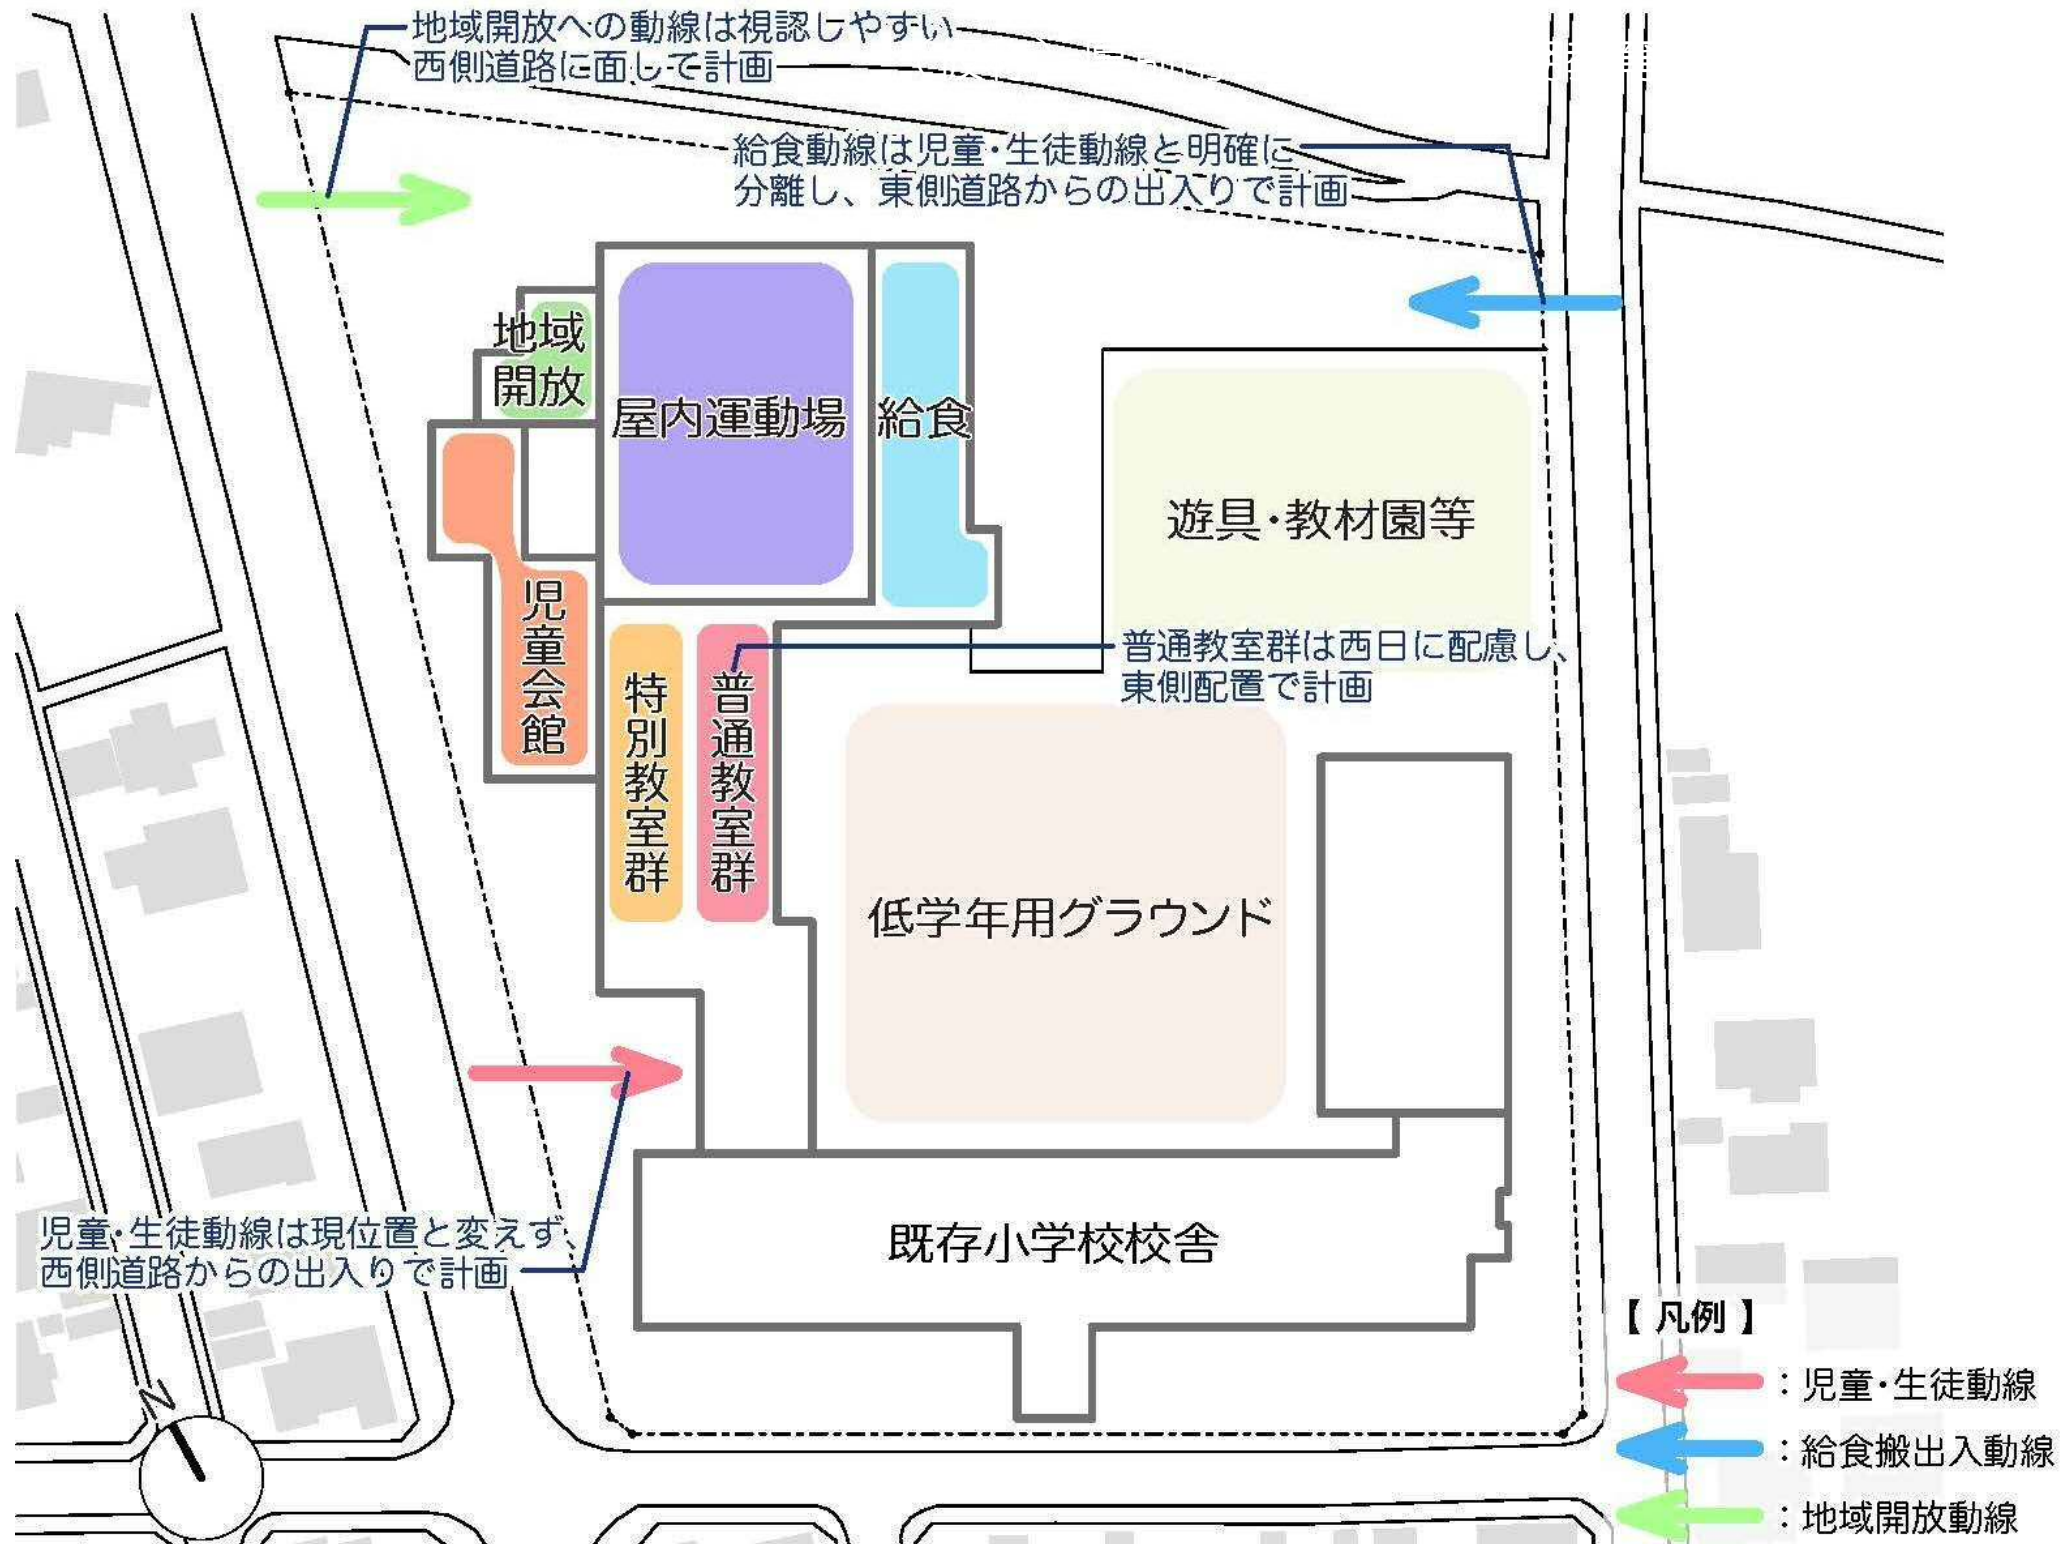 地域開放への動線は視認しやすい
西側道路に面して計画
給食動線は児童・生徒動線と明確に
分離し、東側道路からの出入りで計画
地域
開放
屋内運動場
給食
遊具・教材園等
児童会館
特別教室群
普通教室群
普通教室群は西日に配慮し、
東側配置で計画
低学年用グラウンド
児童・生徒動線は現位置と変えず、
西側道路からの出入りで計画
既存小学校校舎
N
【 凡例 】
：児童・生徒動線
：給食搬出入動線
：地域開放動線